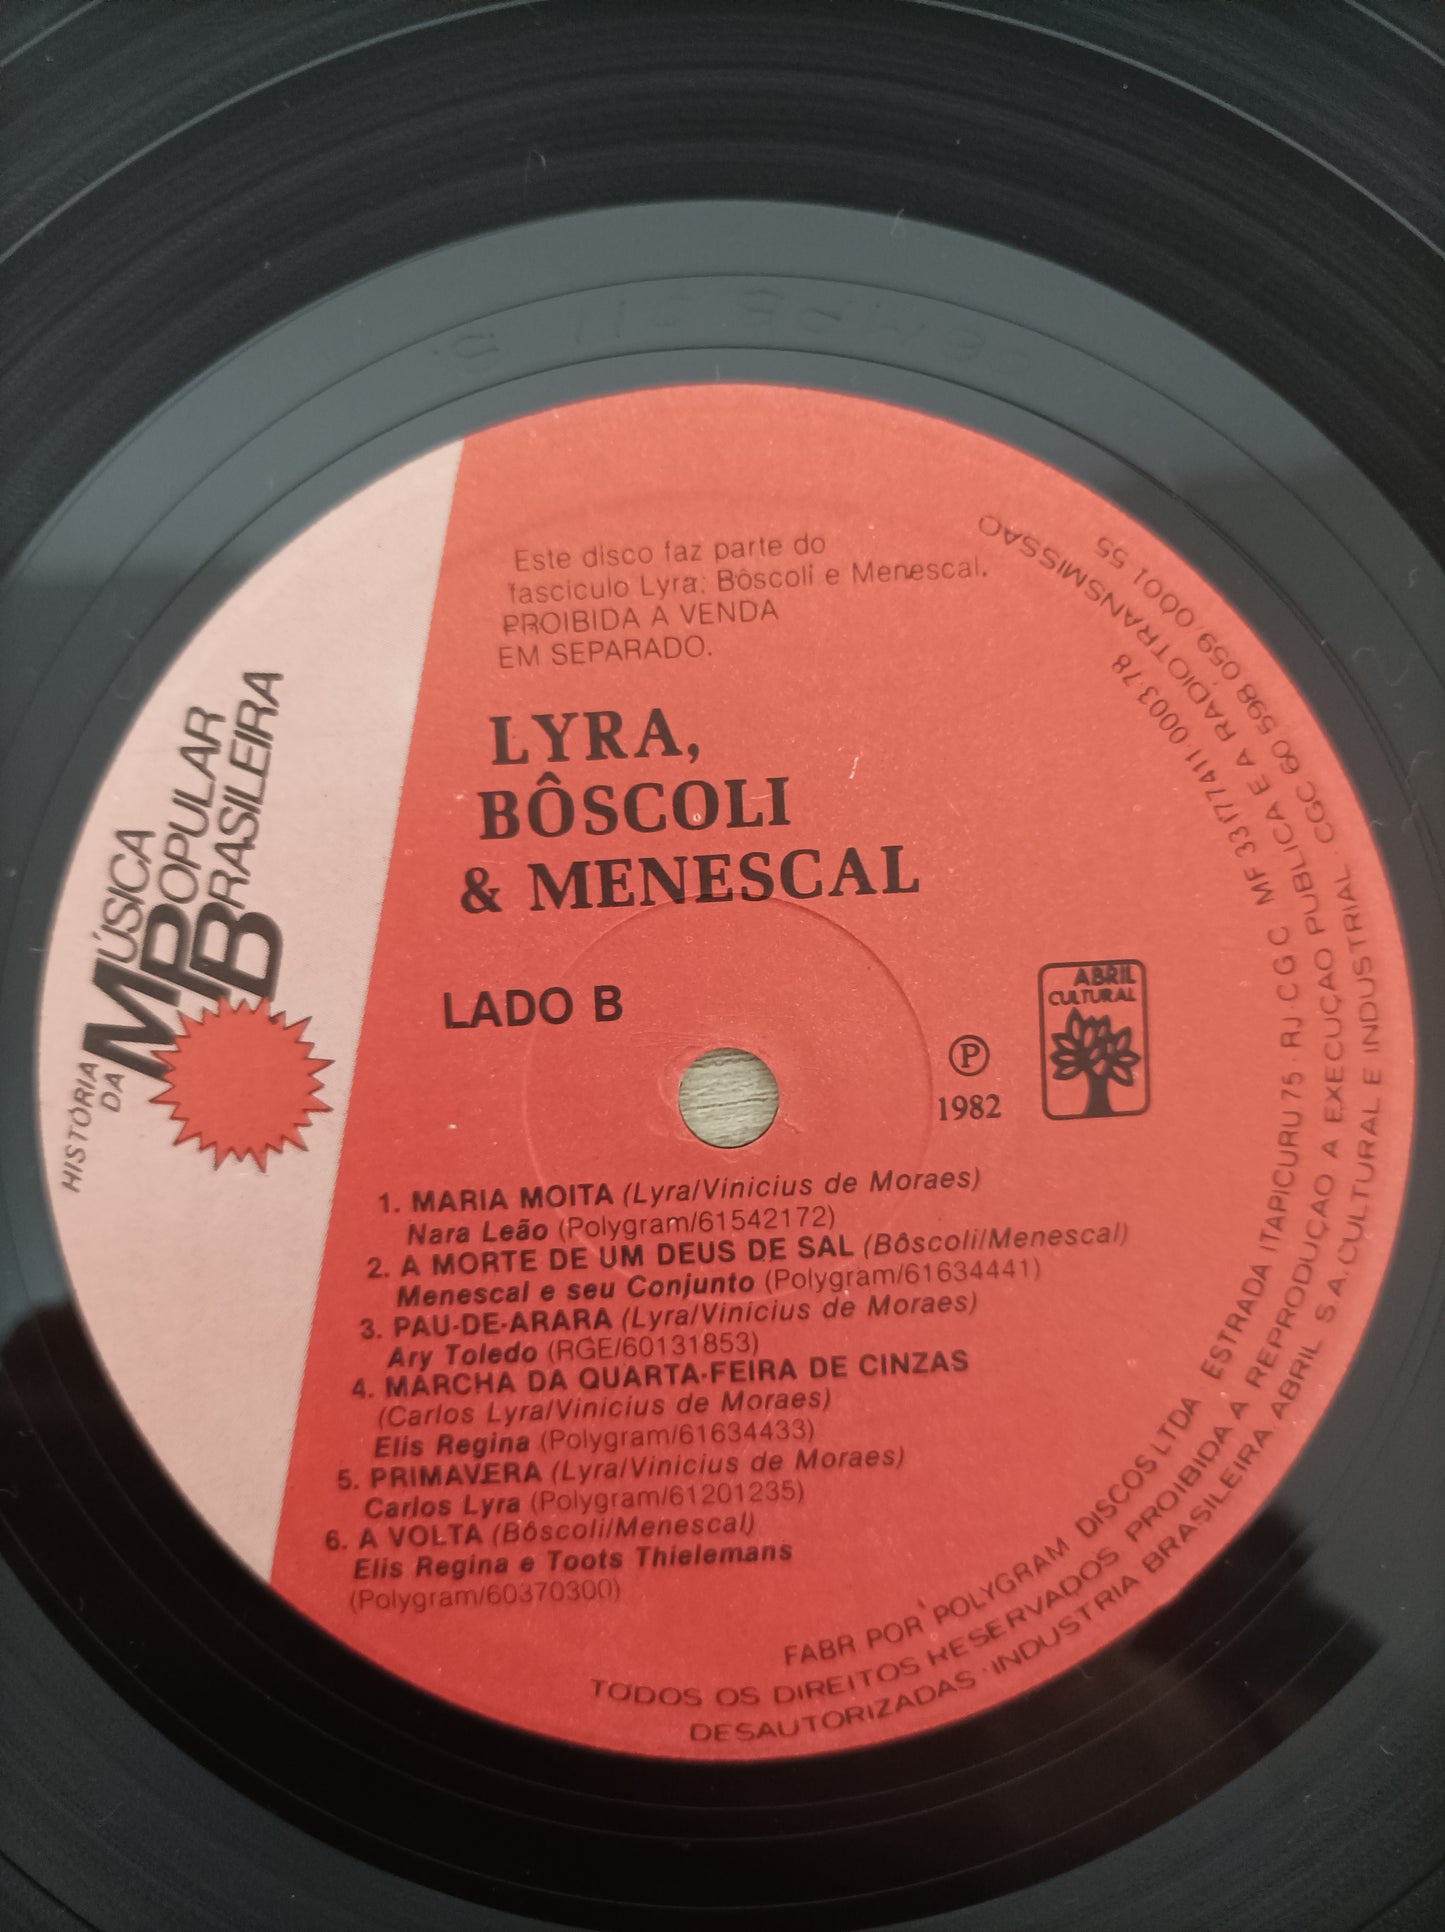 HISTÓRIA
DA
MÚSICA
POPULAR
BRASILEIRA
Este disco faz parte do
fascículo Lyra, Bôscoli e Menescal.
PROIBIDA A VENDA
EM SEPARADO.
LYRA,
BÔSCOLI
& MENESCAL
LADO B
ABRIL
CULTURAL
Ⓟ
1982
1. MARIA MOITA (Lyra/Vinicius de Moraes)
Nara Leão (Polygram/61542172)
2. A MORTE DE UM DEUS DE SAL (Bôscoli/Menescal)
Menescal e seu Conjunto (Polygram/61634441)
3. PAU-DE-ARARA (Lyra/Vinicius de Moraes)
Ary Toledo (RGE/60131853)
4. MARCHA DA QUARTA-FEIRA DE CINZAS
(Carlos Lyra/Vinicius de Moraes)
Elis Regina (Polygram/61634433)
5. PRIMAVERA (Lyra/Vinicius de Moraes)
Carlos Lyra (Polygram/61201235)
6. A VOLTA (Bôscoli/Menescal)
Elis Regina e Toots Thielemans
(Polygram/60370300)
FABR POR POLYGRAM DISCOS LTDA ESTRADA ITAPICURU 75 · RJ C G C MF 33177411·0003·78
TODOS OS DIREITOS RESERVADOS PROIBIDA A REPRODUÇAO A EXECUÇAO PUBLICA E A RADIOTRANSMISSAO
DESAUTORIZADAS · INDUSTRIA BRASILEIRA. ABRIL S.A. CULTURAL E INDUSTRIAL . CGC 60 598 059 0001 55